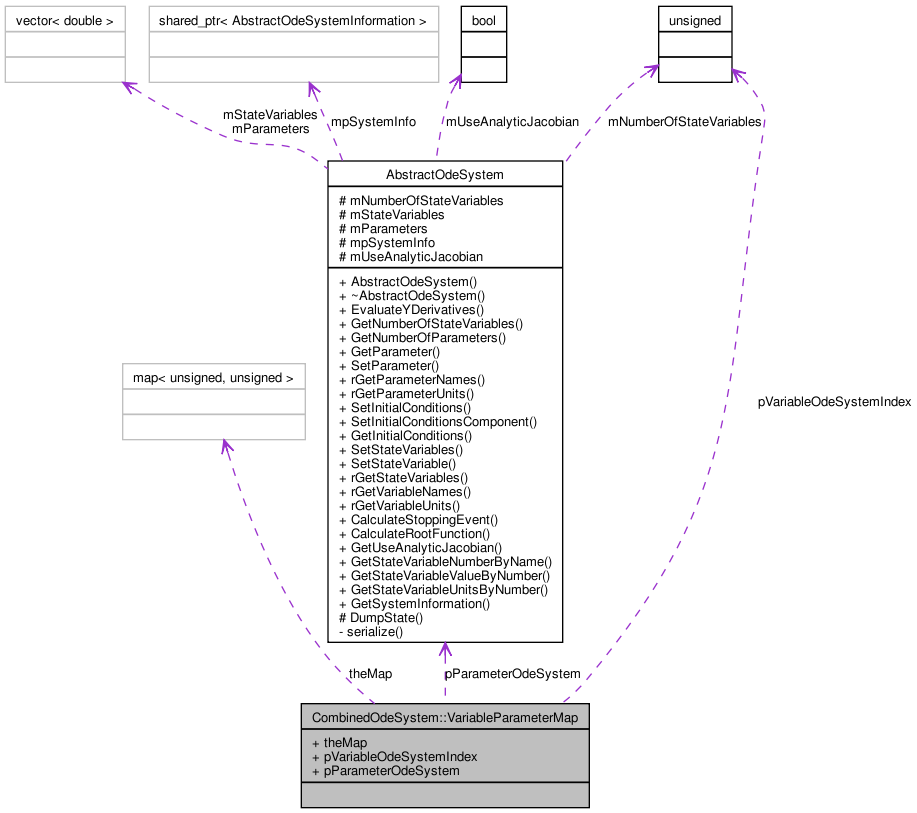 vector< double >
shared_ptr< AbstractOdeSystemInformation >
bool
unsigned
mStateVariables
mParameters
mpSystemInfo
mUseAnalyticJacobian
mNumberOfStateVariables
AbstractOdeSystem
# mNumberOfStateVariables
# mStateVariables
# mParameters
# mpSystemInfo
# mUseAnalyticJacobian
+ AbstractOdeSystem()
+ ~AbstractOdeSystem()
+ EvaluateYDerivatives()
+ GetNumberOfStateVariables()
+ GetNumberOfParameters()
+ GetParameter()
+ SetParameter()
+ rGetParameterNames()
+ rGetParameterUnits()
+ SetInitialConditions()
+ SetInitialConditionsComponent()
+ GetInitialConditions()
+ SetStateVariables()
+ SetStateVariable()
+ rGetStateVariables()
+ rGetVariableNames()
+ rGetVariableUnits()
+ CalculateStoppingEvent()
+ CalculateRootFunction()
+ GetUseAnalyticJacobian()
+ GetStateVariableNumberByName()
+ GetStateVariableValueByNumber()
+ GetStateVariableUnitsByNumber()
+ GetSystemInformation()
# DumpState()
- serialize()
map< unsigned, unsigned >
pVariableOdeSystemIndex
theMap
pParameterOdeSystem
CombinedOdeSystem::VariableParameterMap
+ theMap
+ pVariableOdeSystemIndex
+ pParameterOdeSystem